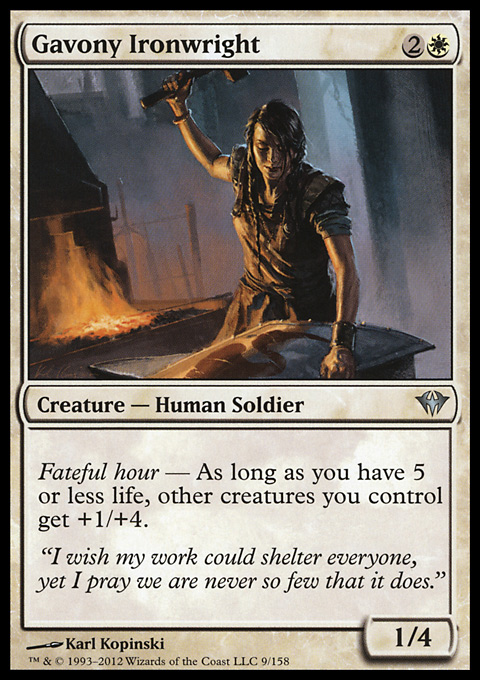 Gavony Ironwright 2
Creature — Human Soldier
Fateful hour — As long as you have 5
or less life, other creatures you control
get +1/+4.
“I wish my work could shelter everyone,
yet I pray we are never so few that it does.”
Karl Kopinski
1/4
™ & © 1993–2012 Wizards of the Coast LLC 9/158